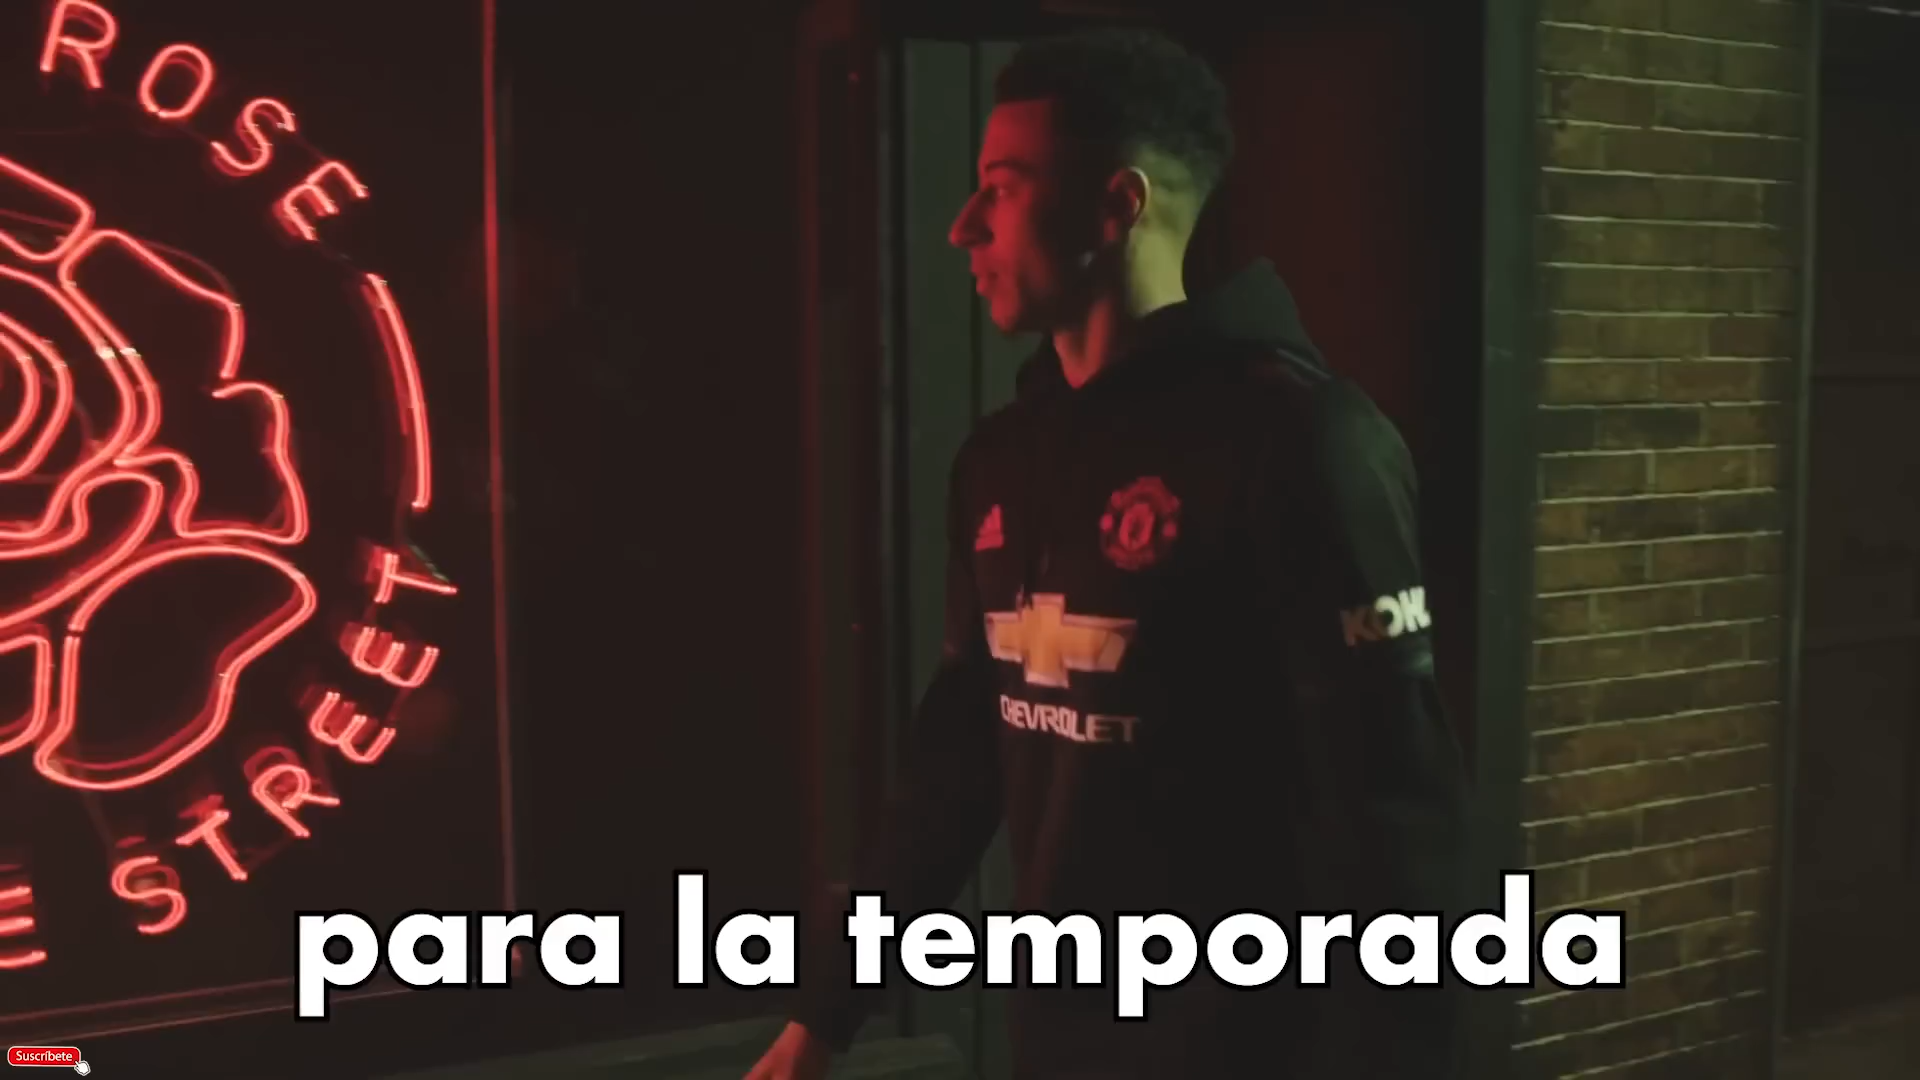 ROSE
STREET
CHEVROLET
para la temporada
Suscríbete